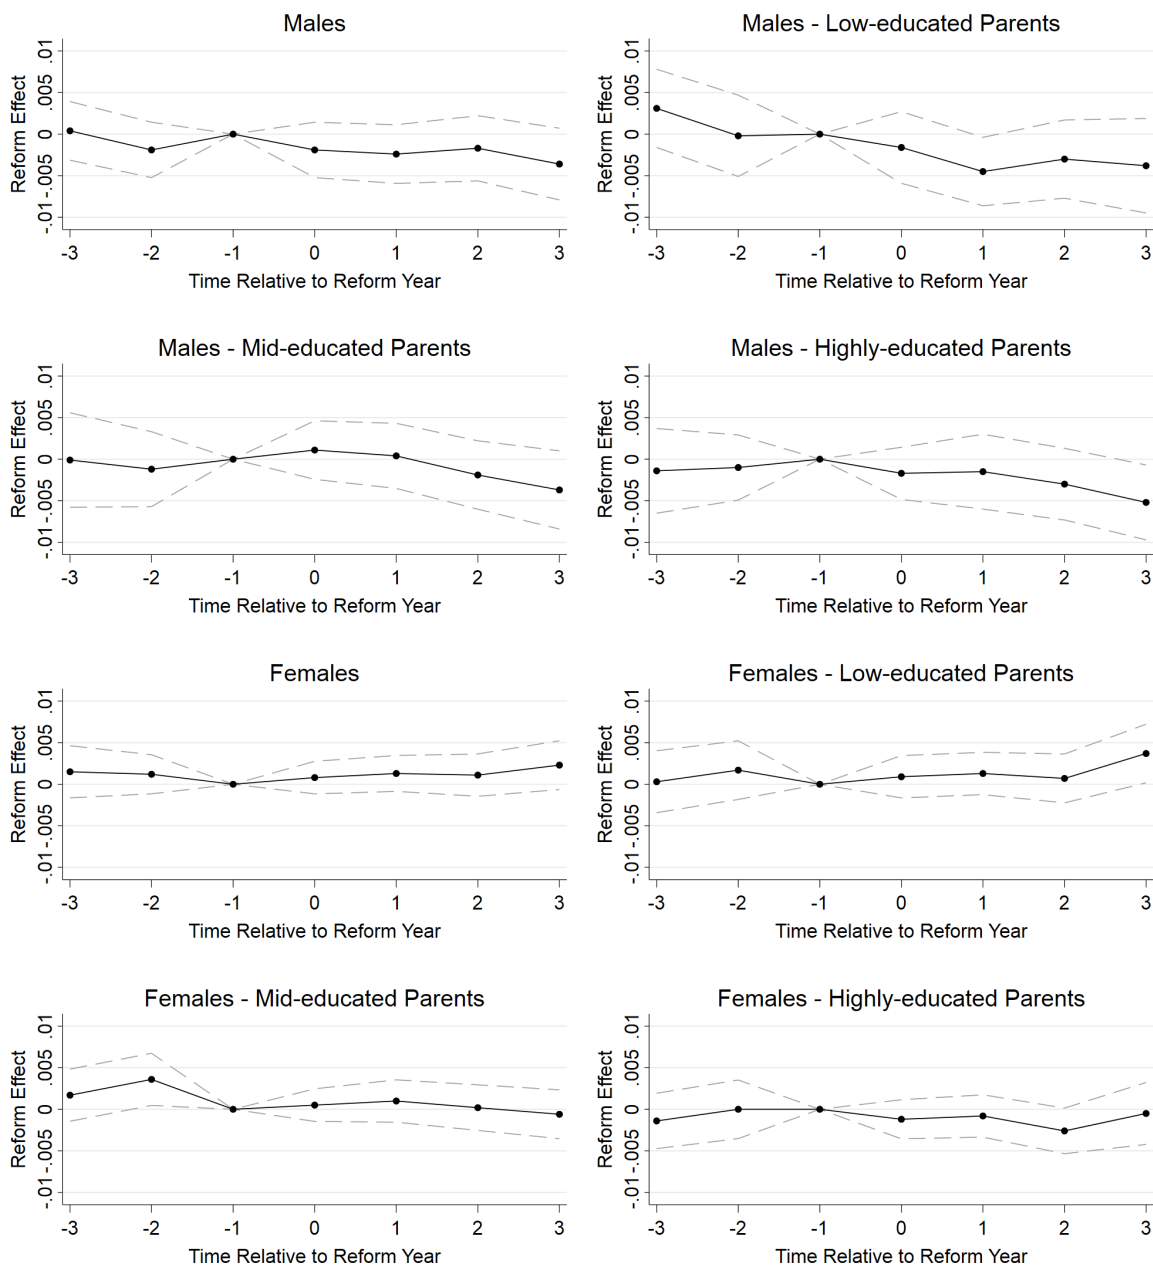 Males
Reform Effect
.01
.005
0
-.005
-.01
-3 -2 -1 0 1 2 3
Time Relative to Reform Year
Males - Low-educated Parents
Reform Effect
.01
.005
0
-.005
-.01
-3 -2 -1 0 1 2 3
Time Relative to Reform Year
Males - Mid-educated Parents
Reform Effect
.01
.005
0
-.005
-.01
-3 -2 -1 0 1 2 3
Time Relative to Reform Year
Males - Highly-educated Parents
Reform Effect
.01
.005
0
-.005
-.01
-3 -2 -1 0 1 2 3
Time Relative to Reform Year
Females
Reform Effect
.01
.005
0
-.005
-.01
-3 -2 -1 0 1 2 3
Time Relative to Reform Year
Females - Low-educated Parents
Reform Effect
.01
.005
0
-.005
-.01
-3 -2 -1 0 1 2 3
Time Relative to Reform Year
Females - Mid-educated Parents
Reform Effect
.01
.005
0
-.005
-.01
-3 -2 -1 0 1 2 3
Time Relative to Reform Year
Females - Highly-educated Parents
Reform Effect
.01
.005
0
-.005
-.01
-3 -2 -1 0 1 2 3
Time Relative to Reform Year